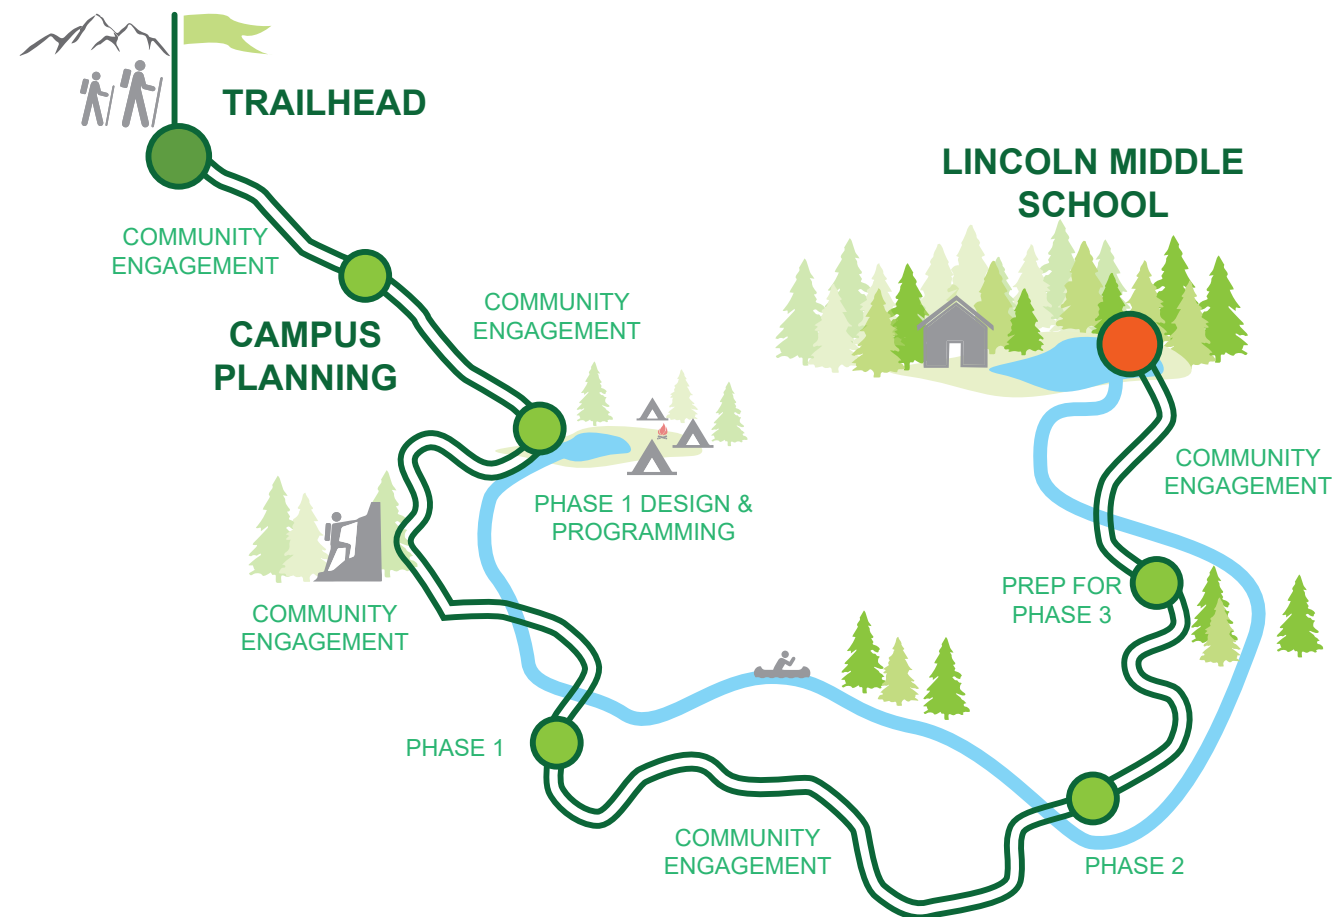 TRAILHEAD
COMMUNITY
ENGAGEMENT
CAMPUS
PLANNING
COMMUNITY
ENGAGEMENT
PHASE 1 DESIGN &
PROGRAMMING
COMMUNITY
ENGAGEMENT
PHASE 1
COMMUNITY
ENGAGEMENT
PHASE 2
PREP FOR
PHASE 3
COMMUNITY
ENGAGEMENT
LINCOLN MIDDLE
SCHOOL